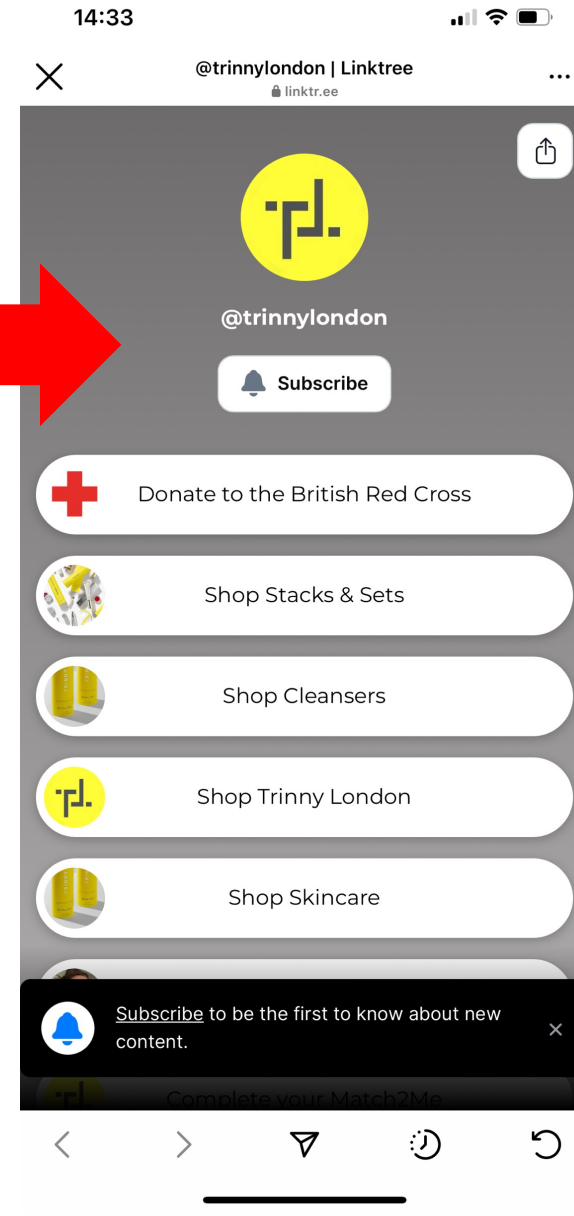 14:33
@trinnylondon | Linktree
linktr.ee
@trinnylondon
Subscribe
Donate to the British Red Cross
Shop Stacks & Sets
Shop Cleansers
Shop Trinny London
Shop Skincare
Subscribe to be the first to know about new
content.
Complete your Match2Me